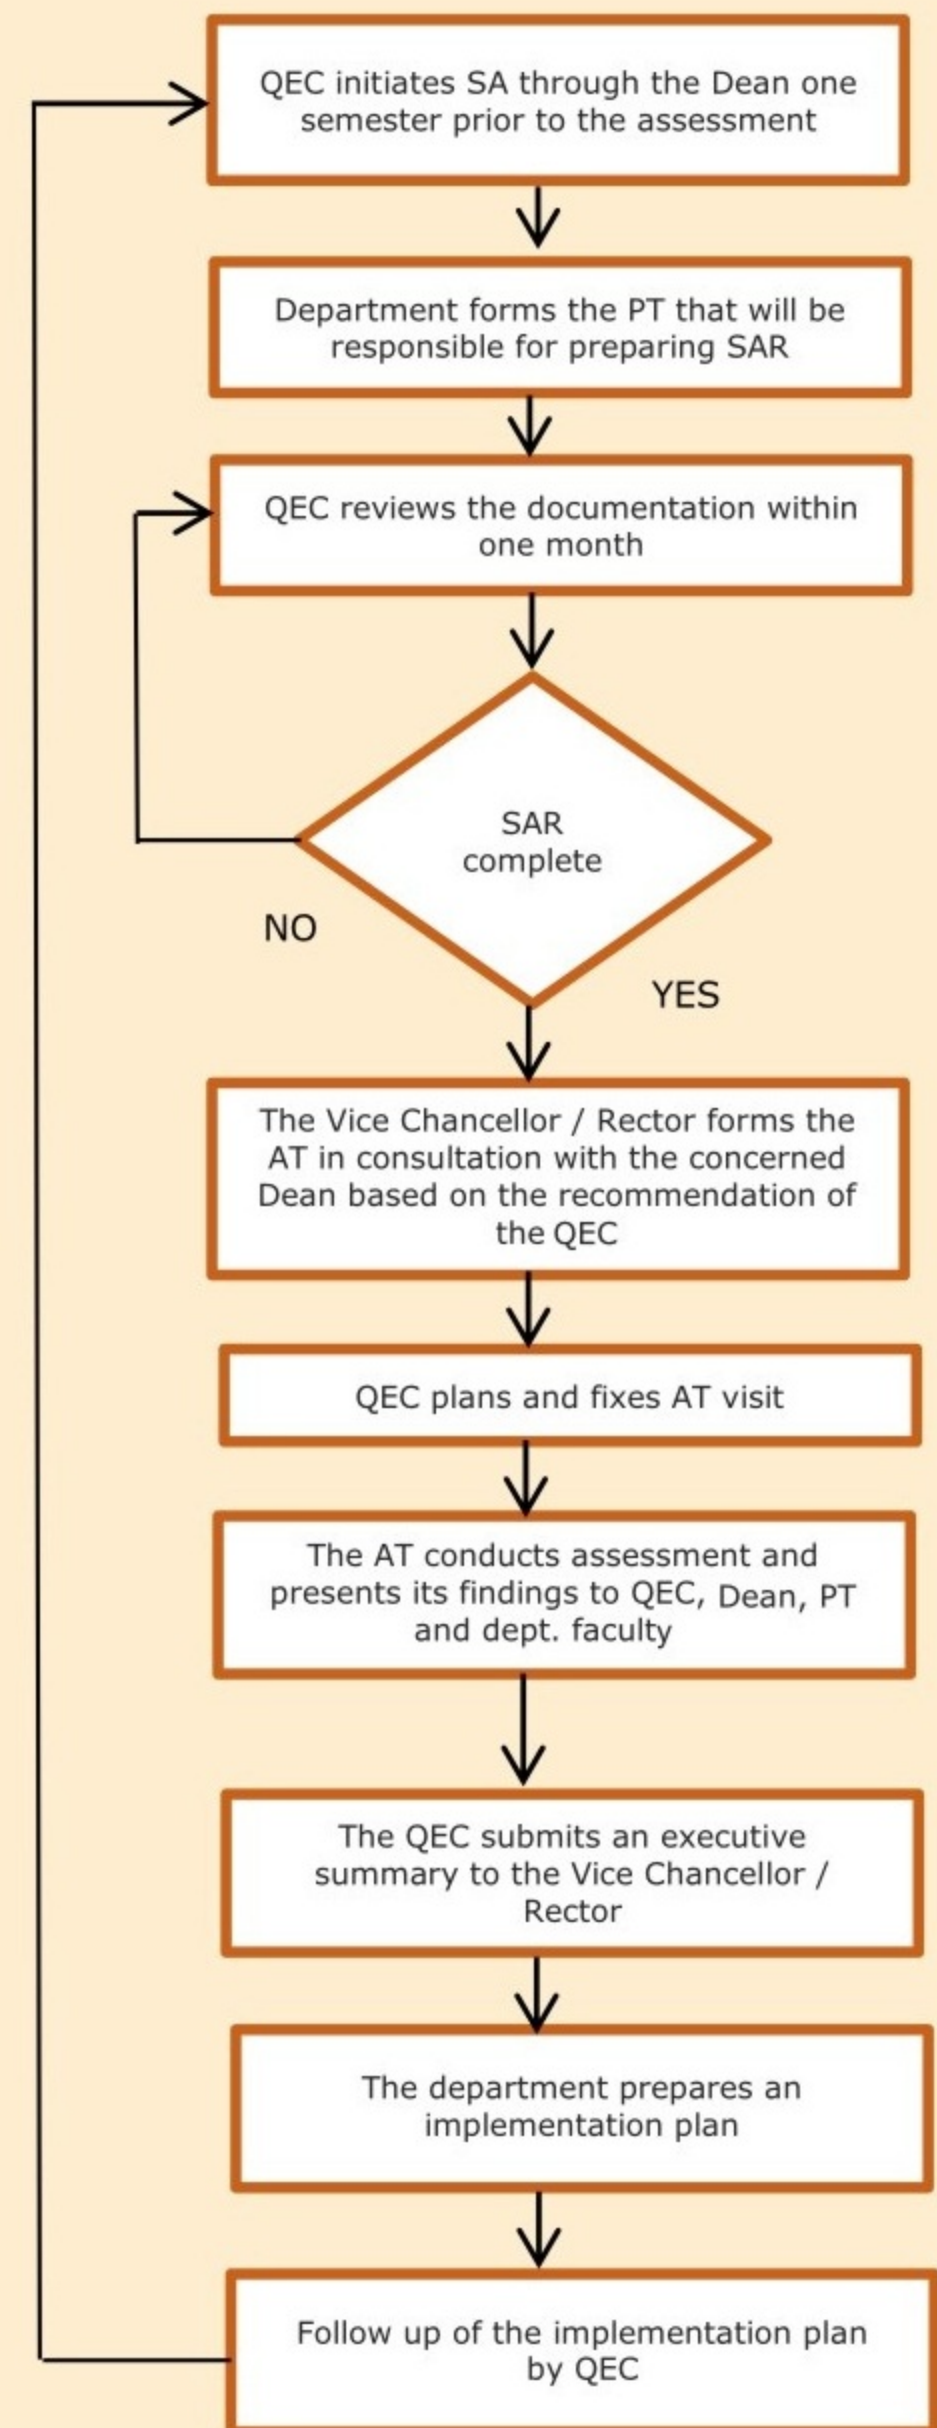 QEC initiates SA through the Dean one
semester prior to the assessment
Department forms the PT that will be
responsible for preparing SAR
QEC reviews the documentation within
one month
SAR
complete
NO
YES
The Vice Chancellor / Rector forms the
AT in consultation with the concerned
Dean based on the recommendation of
the QEC
QEC plans and fixes AT visit
The AT conducts assessment and
presents its findings to QEC, Dean, PT
and dept. faculty
The QEC submits an executive
summary to the Vice Chancellor /
Rector
The department prepares an
implementation plan
Follow up of the implementation plan
by QEC